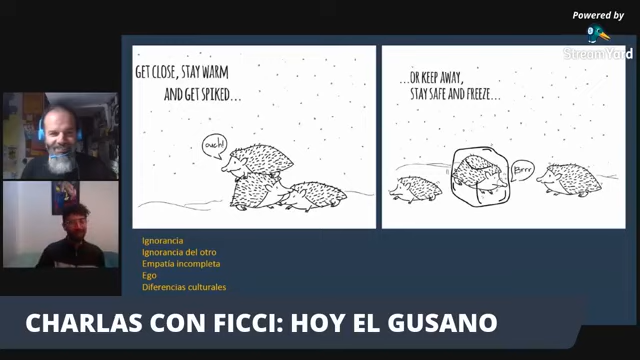 Powered by
StreamYard
GET CLOSE, STAY WARM
AND GET SPIKED...
ouch!
...OR KEEP AWAY,
STAY SAFE AND FREEZE...
Brrr
Ignorancia
Ignorancia del otro
Empatía incompleta
Ego
Diferencias culturales
CHARLAS CON FICCI: HOY EL GUSANO